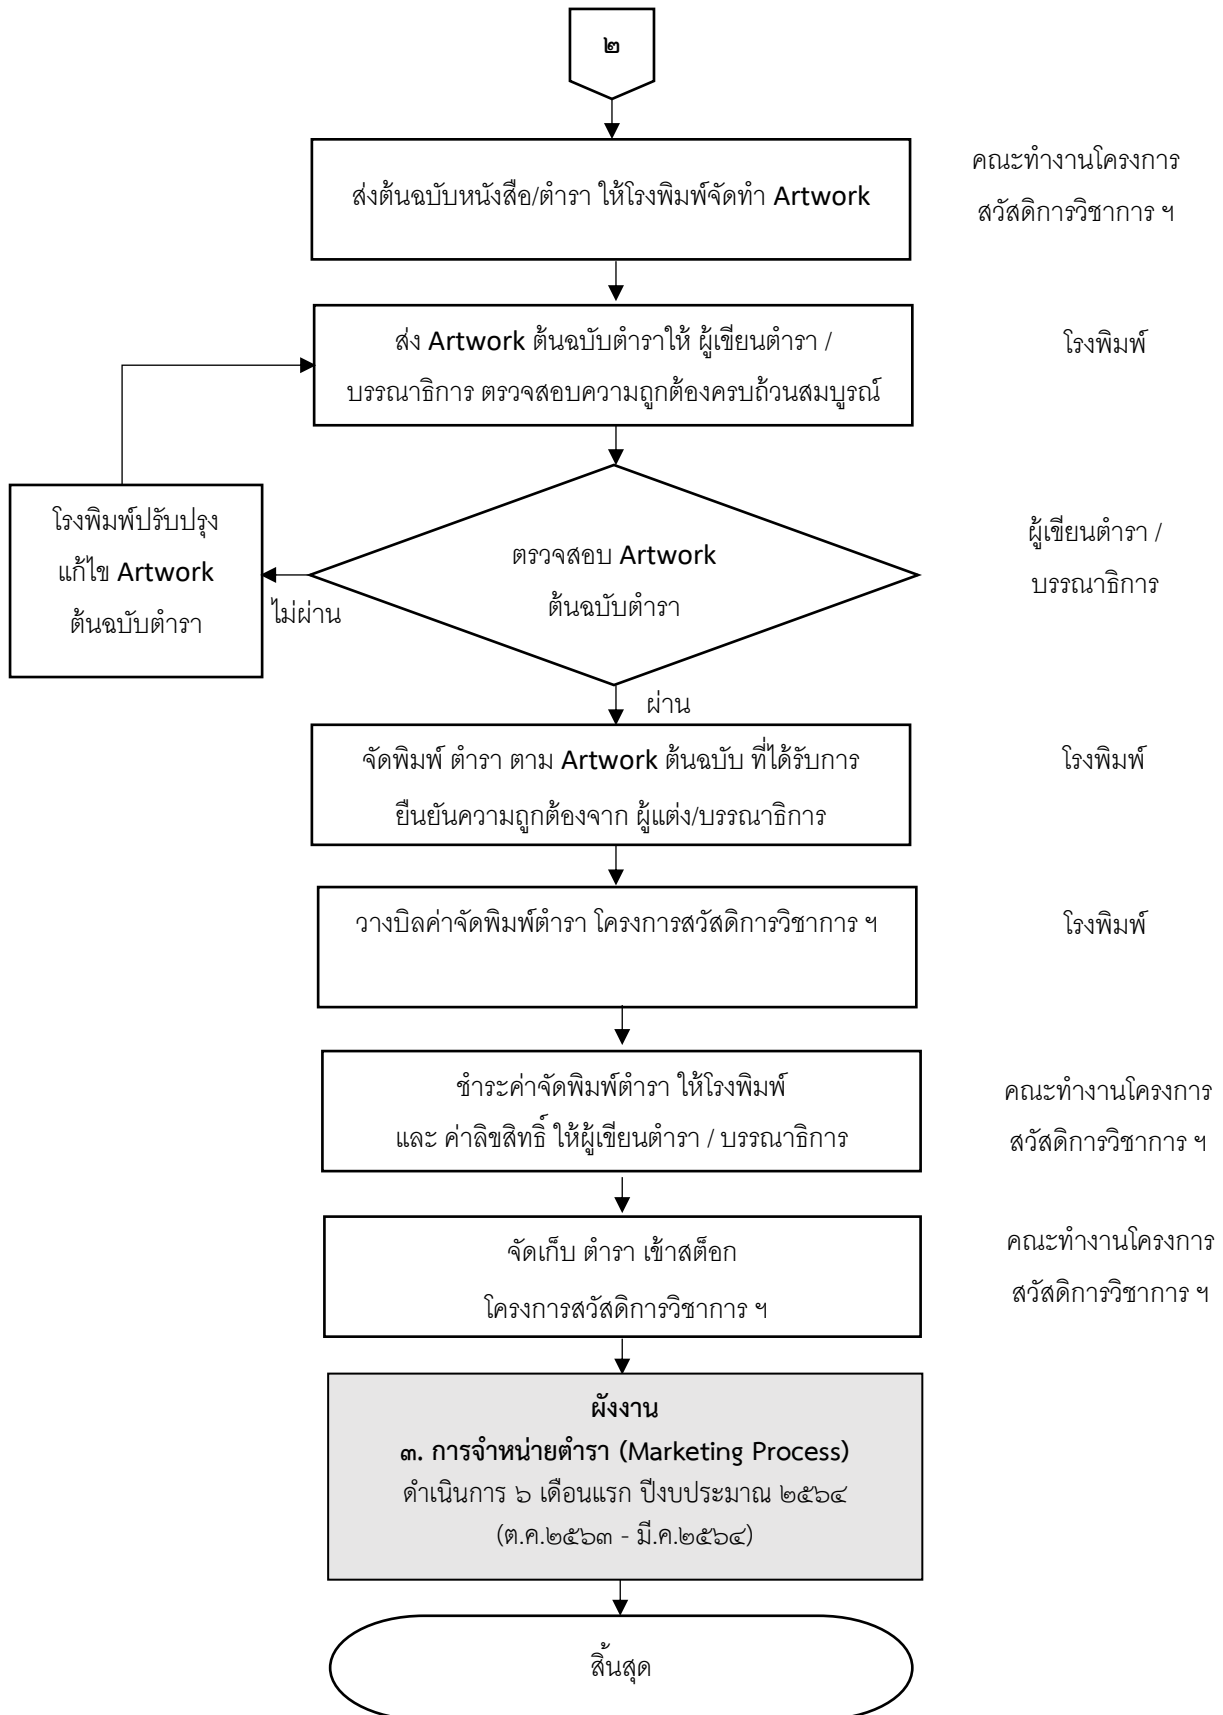 ๒
ส่งต้นฉบับหนังสือ/ตำรา ให้โรงพิมพ์จัดทำ Artwork
คณะทำงานโครงการ
สวัสดิการวิชาการ ฯ
ส่ง Artwork ต้นฉบับตำราให้ ผู้เขียนตำรา /
บรรณาธิการ ตรวจสอบความถูกต้องครบถ้วนสมบูรณ์
โรงพิมพ์
โรงพิมพ์ปรับปรุง
แก้ไข Artwork
ต้นฉบับตำรา
ไม่ผ่าน
ตรวจสอบ Artwork
ต้นฉบับตำรา
ผู้เขียนตำรา /
บรรณาธิการ
ผ่าน
จัดพิมพ์ ตำรา ตาม Artwork ต้นฉบับ ที่ได้รับการ
ยืนยันความถูกต้องจาก ผู้แต่ง/บรรณาธิการ
โรงพิมพ์
วางบิลค่าจัดพิมพ์ตำรา โครงการสวัสดิการวิชาการ ฯ
โรงพิมพ์
ชำระค่าจัดพิมพ์ตำรา ให้โรงพิมพ์
และ ค่าลิขสิทธิ์ ให้ผู้เขียนตำรา / บรรณาธิการ
คณะทำงานโครงการ
สวัสดิการวิชาการ ฯ
จัดเก็บ ตำรา เข้าสต็อก
โครงการสวัสดิการวิชาการ ฯ
คณะทำงานโครงการ
สวัสดิการวิชาการ ฯ
ผังงาน
๓. การจำหน่ายตำรา (Marketing Process)
ดำเนินการ ๖ เดือนแรก ปีงบประมาณ ๒๕๖๔
(ต.ค.๒๕๖๓ - มี.ค.๒๕๖๔)
สิ้นสุด